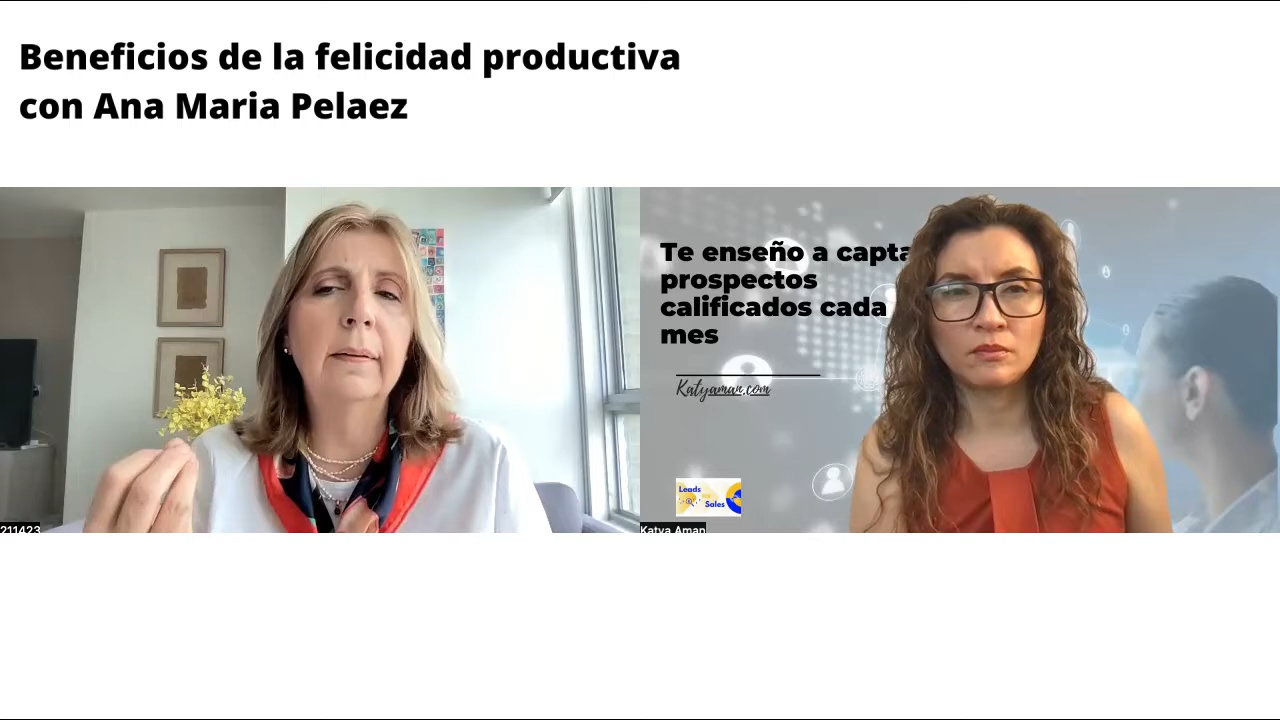 Beneficios de la felicidad productiva
con Ana Maria Pelaez
Te enseño a capta
prospectos
calificados cada
mes
Katyaman.com
Leads
Sales
211423
Katya Aman